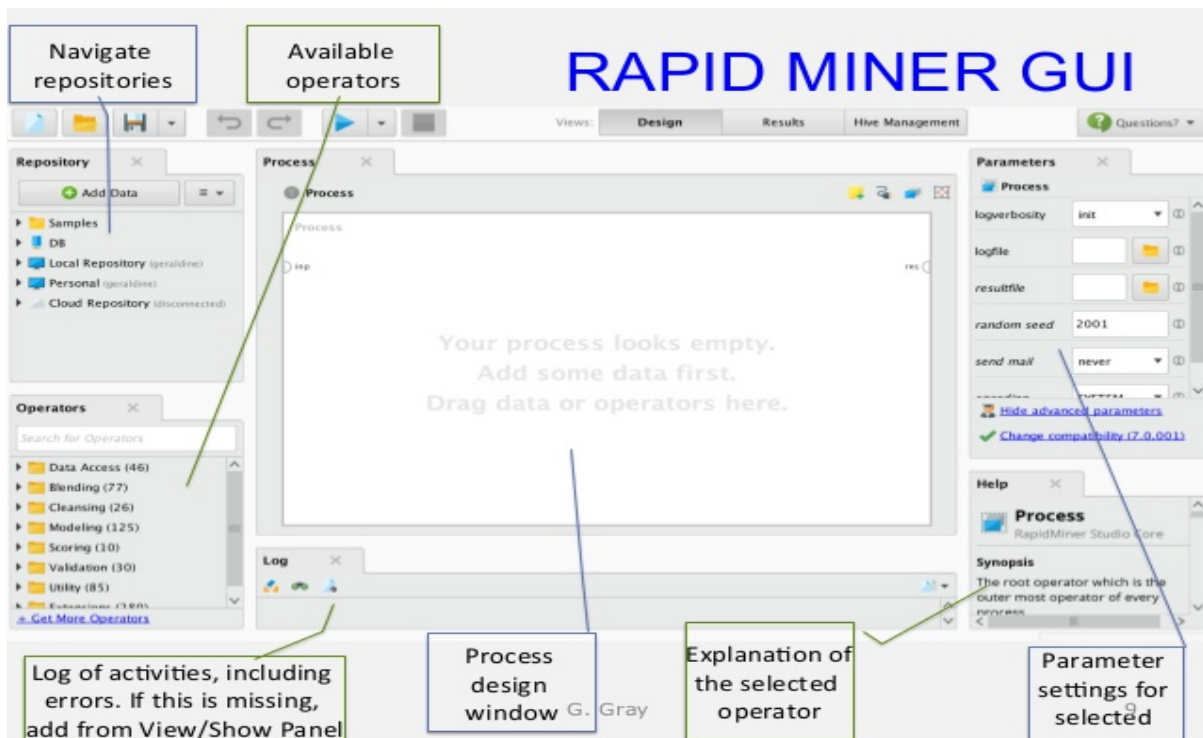 Navigate
repositories
Available
operators
RAPID MINER GUI
Views:
Design
Results
Hive Management
Questions?
Repository
Add Data
Samples
DB
Local Repository (geraldine)
Personal (geraldine)
Cloud Repository (disconnected)
Operators
Search for Operators
Data Access (46)
Blending (77)
Cleansing (26)
Modeling (125)
Scoring (10)
Validation (30)
Utility (85)
Extensions (280)
+ Get More Operators
Process
Process
Process
inp
res
Your process looks empty.
Add some data first.
Drag data or operators here.
Log
Parameters
Process
logverbosity
init
logfile
resultfile
random seed
2001
send mail
never
encoding
SYSTEM
Hide advanced parameters
Change compatibility (7.0.001)
Help
Process
RapidMiner Studio Core
Synopsis
The root operator which is the
outer most operator of every
process
Log of activities, including
errors. If this is missing,
add from View/Show Panel
Process
design
window
G. Gray
Explanation of
the selected
operator
Parameter
settings for
selected
9